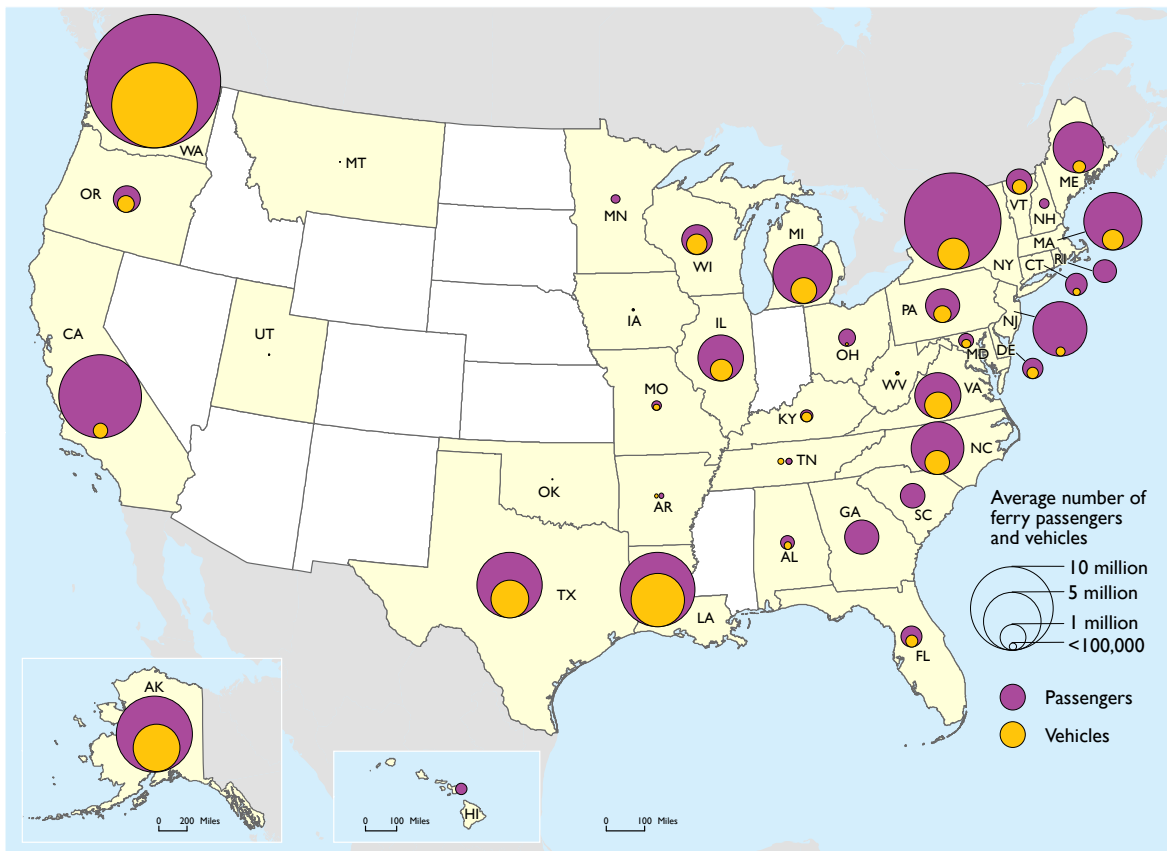 WA
MT
OR
MN
ME
VT
NH
MI
WI
MA
NY
CT
RI
CA
UT
IA
IL
PA
NJ
OH
MD
DE
MO
WV
VA
KY
NC
TN
OK
AR
GA
SC
AL
TX
LA
FL
Average number of
ferry passengers
and vehicles
10 million
5 million
1 million
<100,000
Passengers
Vehicles
AK
0 200 Miles
HI
0 100 Miles
0 100 Miles